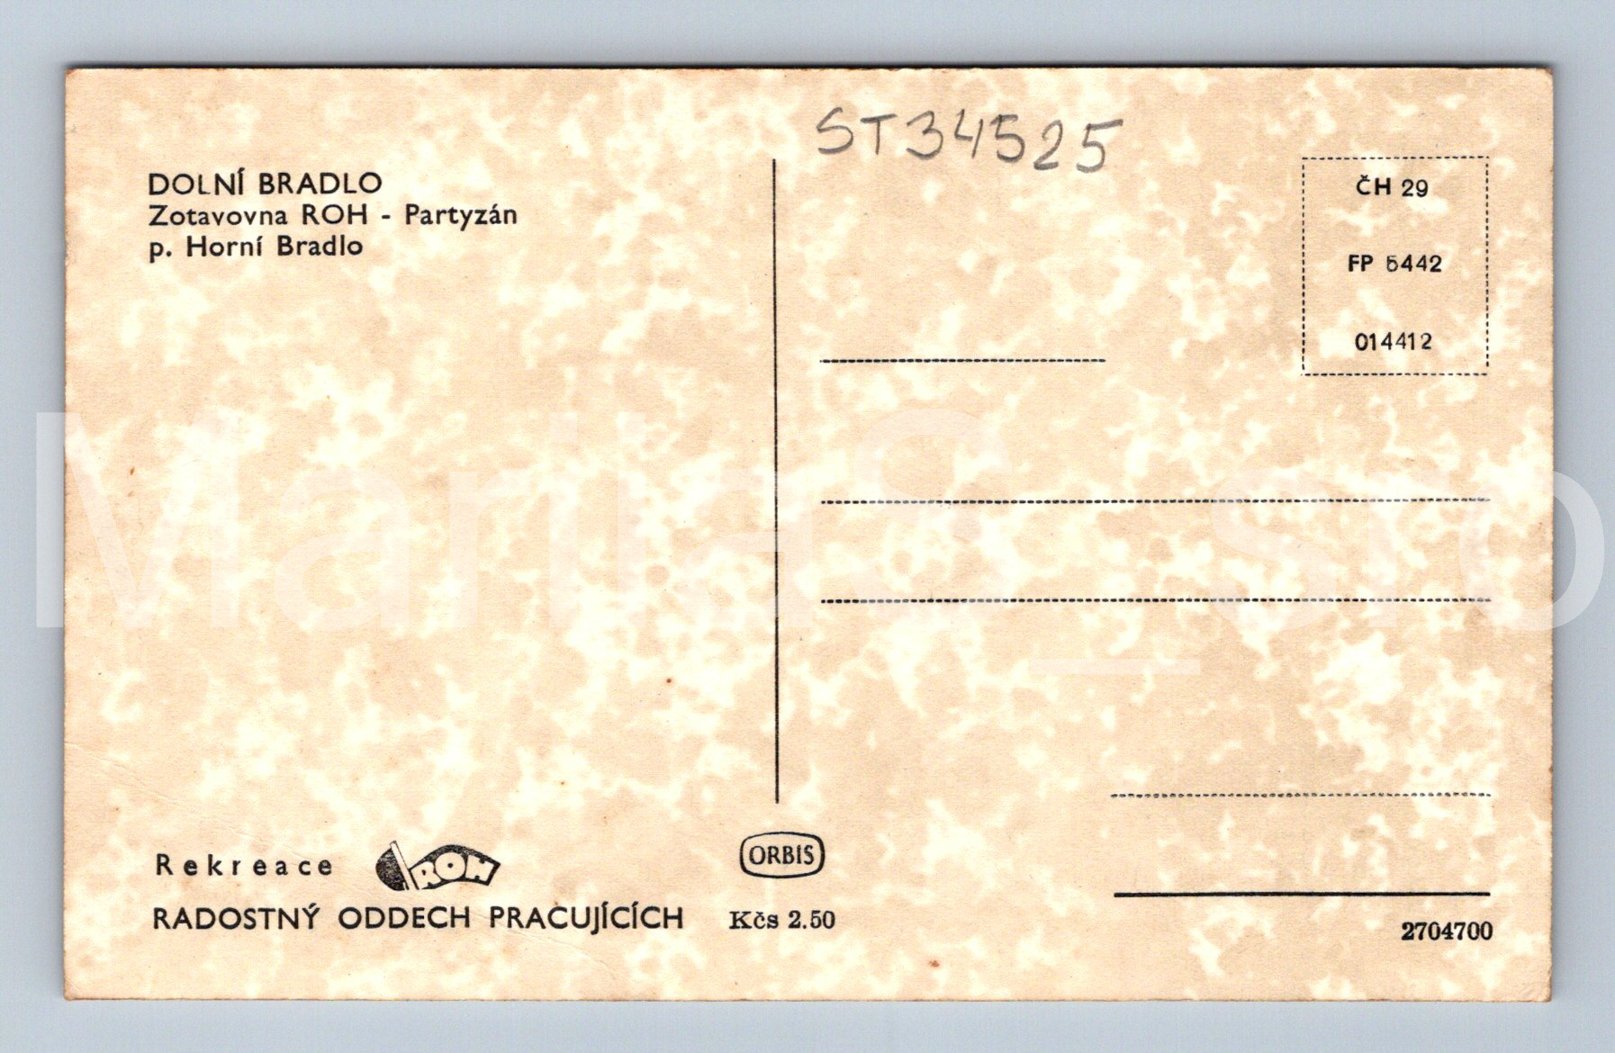 ST34525
DOLNÍ BRADLO
Zotavovna ROH - Partyzán
p. Horní Bradlo
ČH 29
FP 6442
014412
Rekreace
ROH
RADOSTNÝ ODDECH PRACUJÍCÍCH
ORBIS
Kčs 2.50
2704700